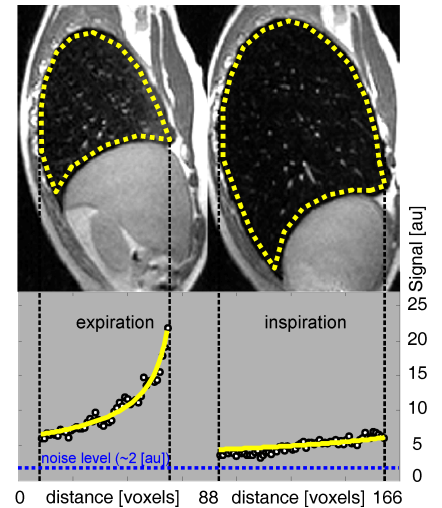 Signal [au]
25
expiration inspiration
20
15
10
5
noise level (~2 [au])
0
0 distance [voxels] 88 distance [voxels] 166